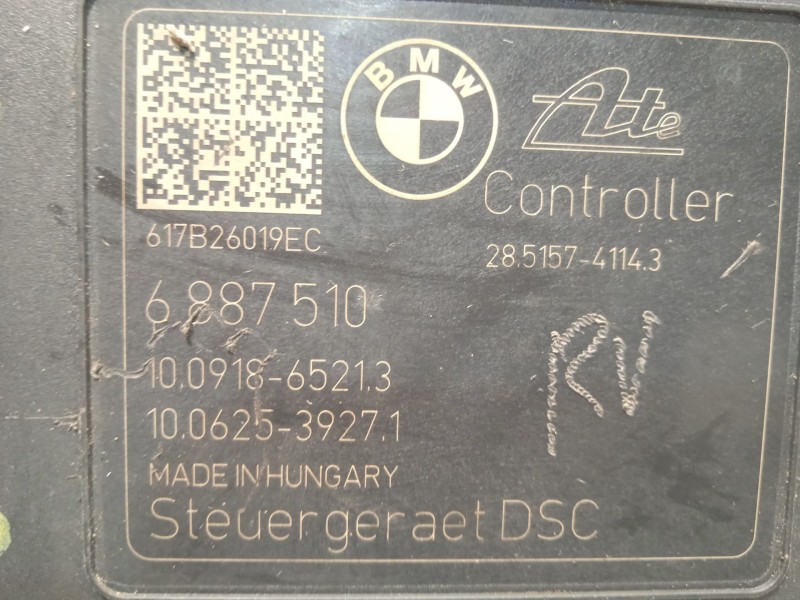 BMW
Ate
Controller
617B26019EC
28.5157-4114.3
6 887 510
10.0918-6521.3
10.0625-3927.1
MADE IN HUNGARY
Steuergeraet DSC